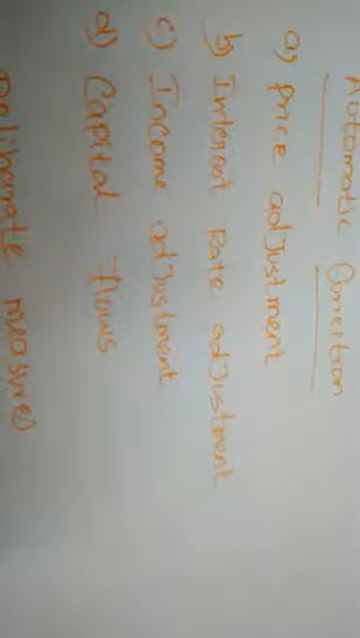 Automatic Correction
a) Price adjustment
b) Interest Rate adjustment
c) Income adjustment
d) Capital flows
Deliberate measures